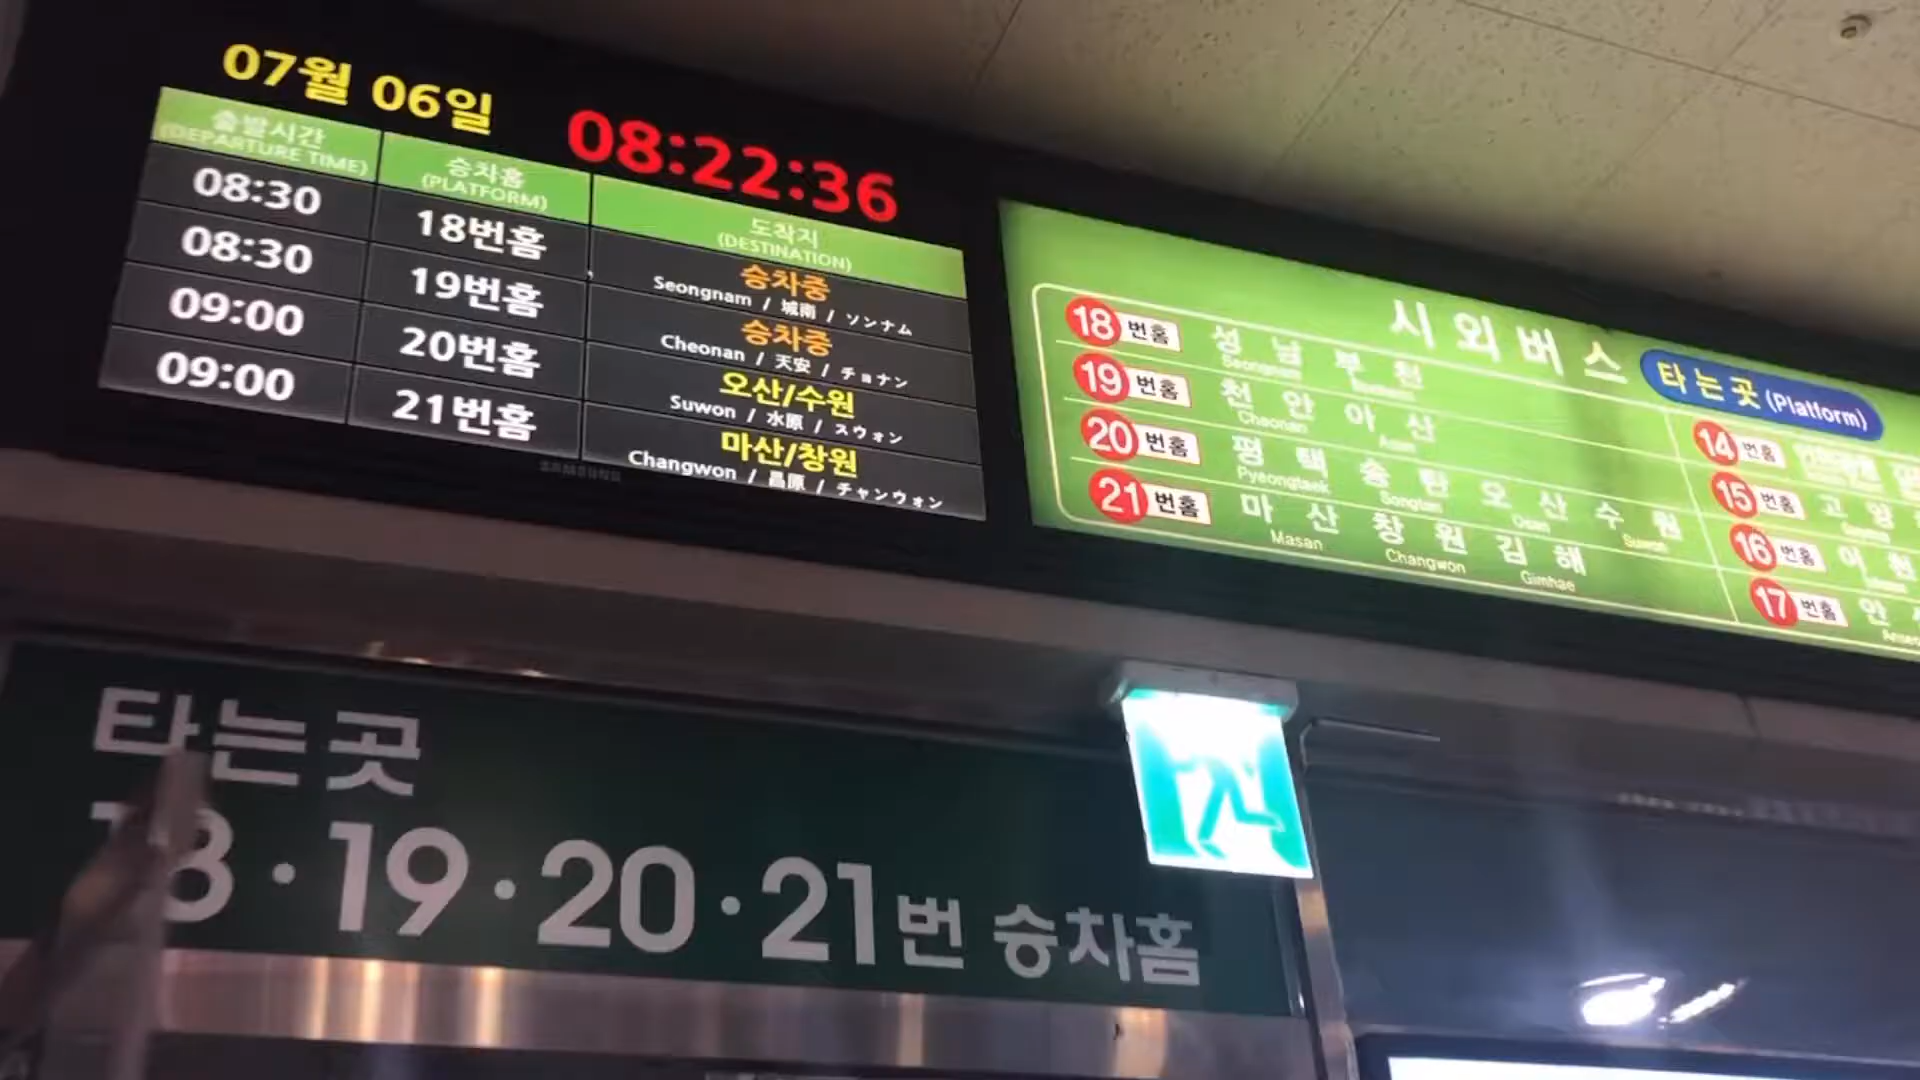 07월 06일
08:22:36
출발시간 승차홈 도착지
(DEPARTURE TIME) (PLATFORM) (DESTINATION)
08:30 18번홈 승차중
Seongnam / 城南 / ソンナム
08:30 19번홈 승차중
Cheonan / 天安 / チョナン
09:00 20번홈 오산/수원
Suwon / 水原 / スウォン
09:00 21번홈 마산/창원
Changwon / 昌原 / チャンウォン
SAMSUNG
시외버스 타는곳 (Platform)
18 번홈 성남 부천
Seongnam
19 번홈 천안 아산
Cheonan Asan
20 번홈 평택 송탄 오산 수원
Pyeongtaek Songtan Osan Suwon
21 번홈 마산 창원 김해
Masan Changwon Gimhae
14 번홈
15 번홈 고양
16 번홈
17 번홈 안
타는곳
18·19·20·21번 승차홈